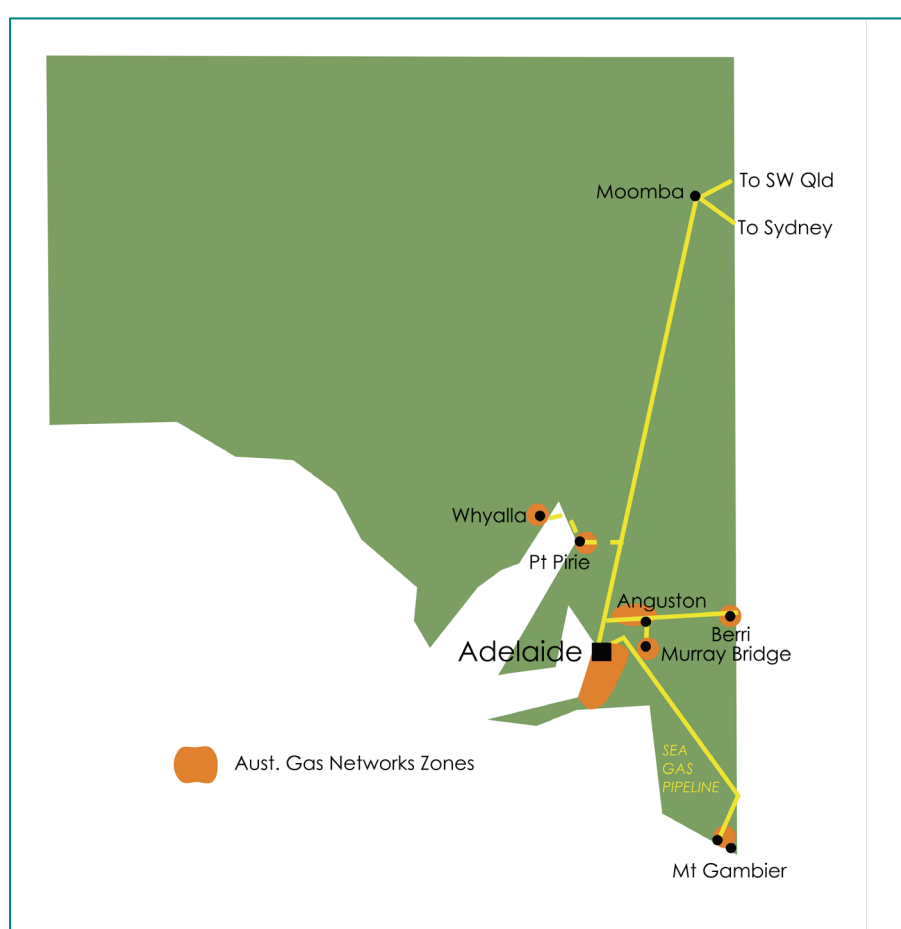 To SW Qld
Moomba
To Sydney
Whyalla
Pt Pirie
Anguston
Berri
Adelaide
Murray Bridge
SEA
GAS
PIPELINE
Aust. Gas Networks Zones
Mt Gambier